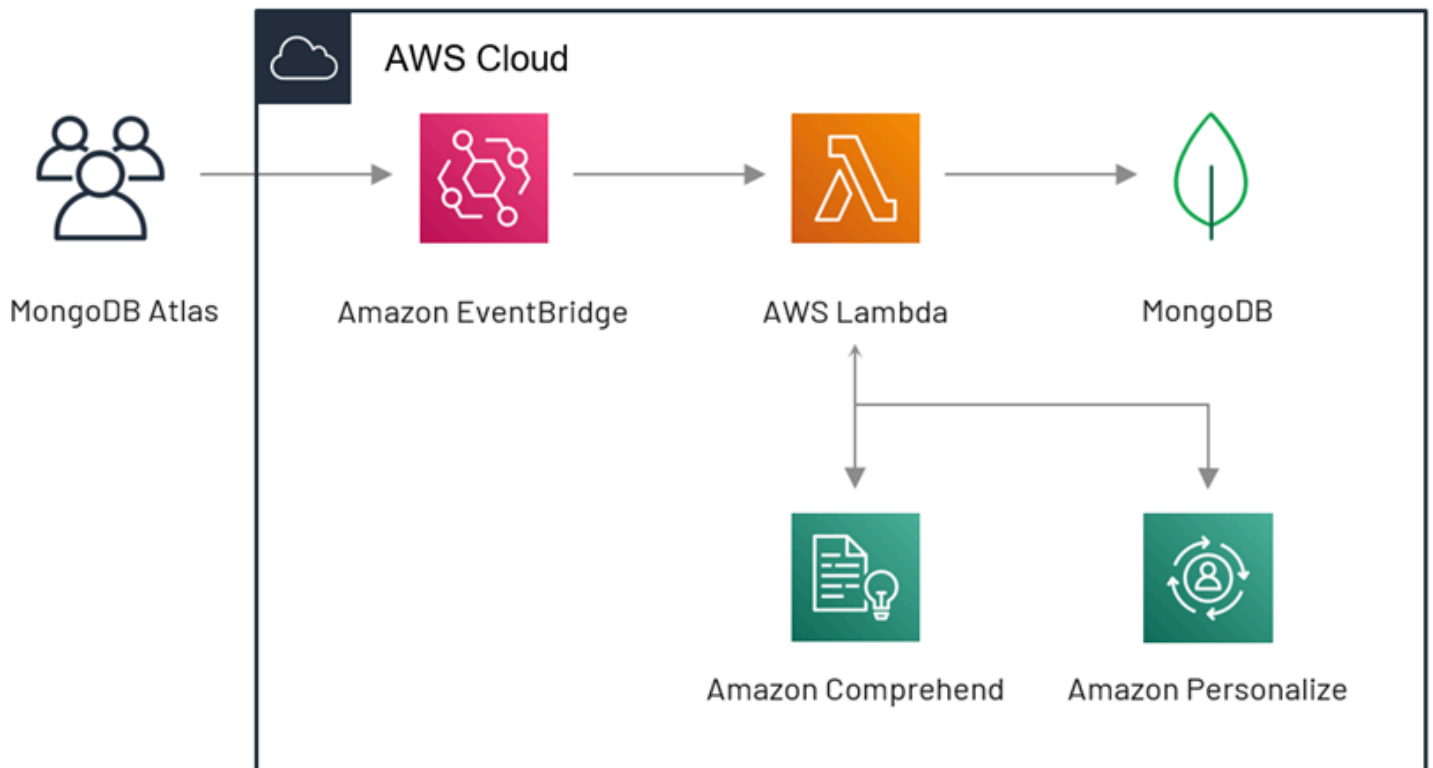 AWS Cloud
MongoDB Atlas
Amazon EventBridge
AWS Lambda
MongoDB
Amazon Comprehend
Amazon Personalize